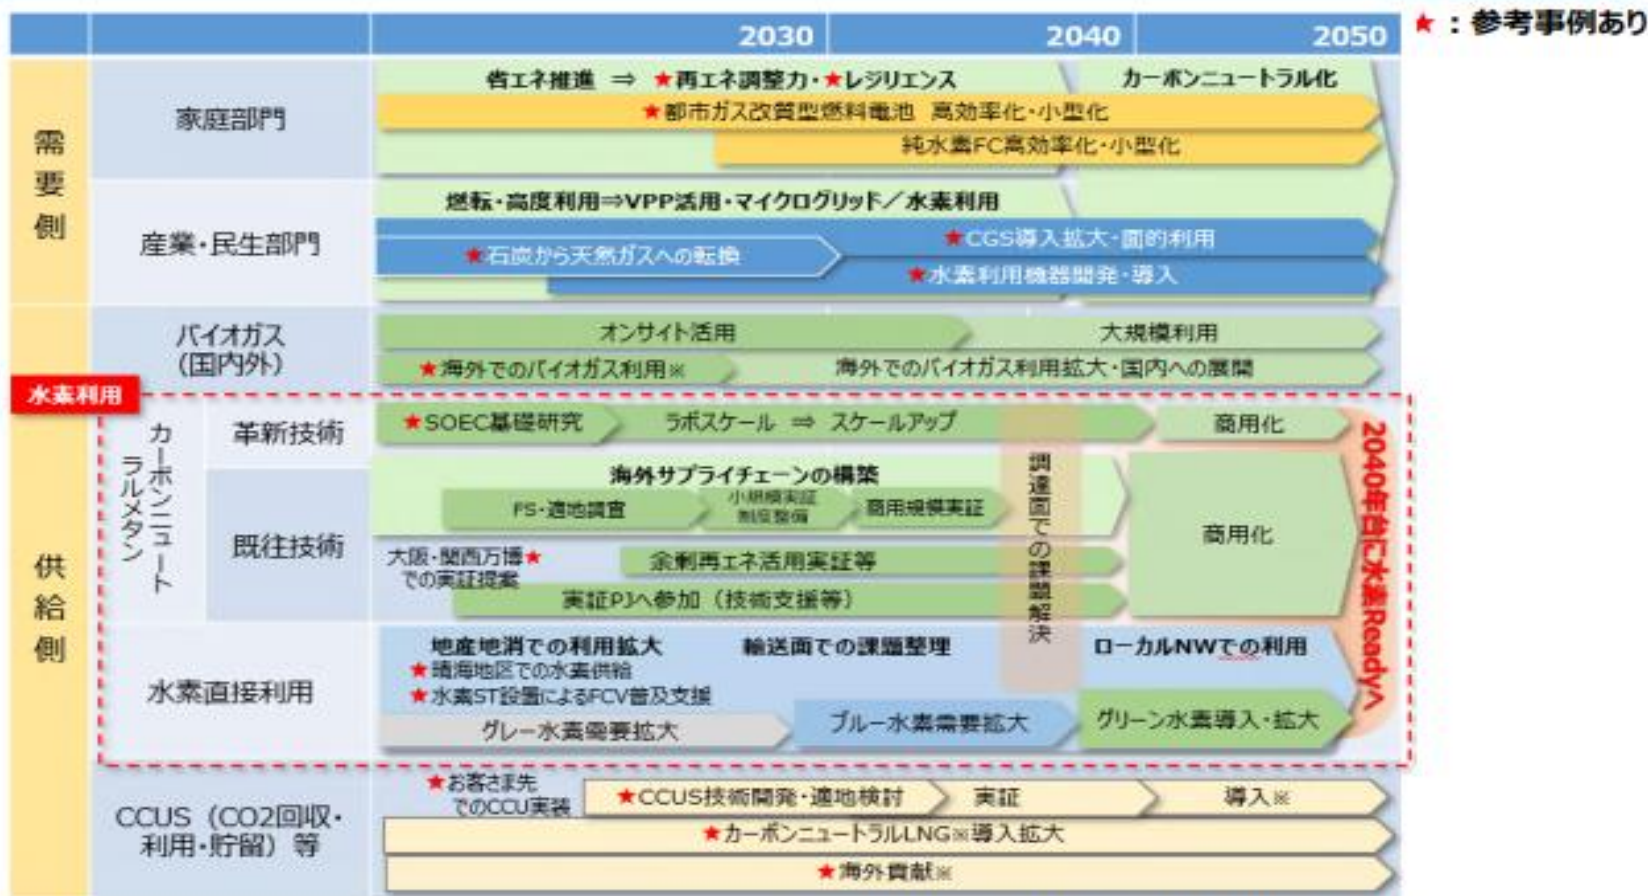 2030
2040
2050
★：参考事例あり
需要側
家庭部門
省エネ推進 ⇒ ★再エネ調整力・★レジリエンス
カーボンニュートラル化
★都市ガス改質型燃料電池 高効率化・小型化
純水素FC高効率化・小型化
産業・民生部門
燃転・高度利用⇒VPP活用・マイクログリッド／水素利用
★CGS導入拡大・面的利用
★石炭から天然ガスへの転換
★水素利用機器開発・導入
供給側
バイオガス
（国内外）
オンサイト活用
大規模利用
★海外でのバイオガス利用※
海外でのバイオガス利用拡大・国内への展開
水素利用
カーボンニュート
ラルメタン
革新技術
★SOEC基礎研究
ラボスケール ⇒ スケールアップ
商用化
既往技術
海外サプライチェーンの構築
FS・適地調査
小規模実証
制度整備
商用規模実証
商用化
大阪・関西万博★
での実証提案
余剰再エネ活用実証等
実証PJへ参加（技術支援等）
調達面での課題解決
2040年台に水素Readyへ
水素直接利用
地産地消での利用拡大
輸送面での課題整理
ローカルNWでの利用
★晴海地区での水素供給
★水素ST設置によるFCV普及支援
グレー水素需要拡大
ブルー水素需要拡大
グリーン水素導入・拡大
CCUS（CO2回収・
利用・貯留）等
★お客さま先
でのCCU実装
★CCUS技術開発・適地検討
実証
導入※
★カーボンニュートラルLNG※導入拡大
★海外貢献※